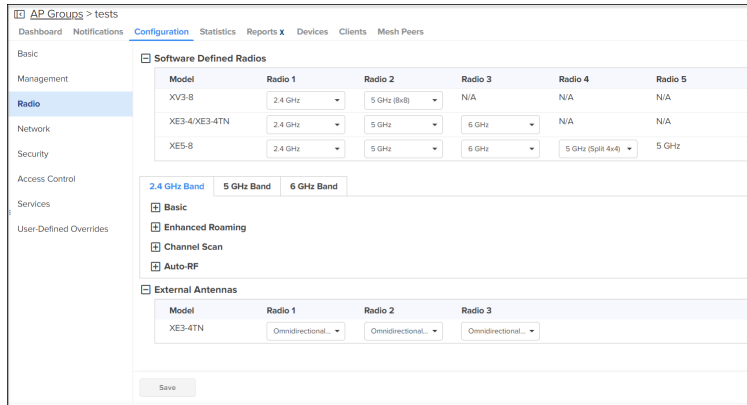 AP Groups > tests
Dashboard Notifications Configuration Statistics Reports X Devices Clients Mesh Peers
Basic
Management
Radio
Network
Security
Access Control
Services
User-Defined Overrides
Software Defined Radios
Model Radio 1 Radio 2 Radio 3 Radio 4 Radio 5
XV3-8 2.4 GHz 5 GHz (8x8) N/A N/A N/A
XE3-4/XE3-4TN 2.4 GHz 5 GHz 6 GHz N/A N/A
XE5-8 2.4 GHz 5 GHz 6 GHz 5 GHz (Split 4x4) 5 GHz
2.4 GHz Band 5 GHz Band 6 GHz Band
Basic
Enhanced Roaming
Channel Scan
Auto-RF
External Antennas
Model Radio 1 Radio 2 Radio 3
XE3-4TN Omnidirectional... Omnidirectional... Omnidirectional...
Save